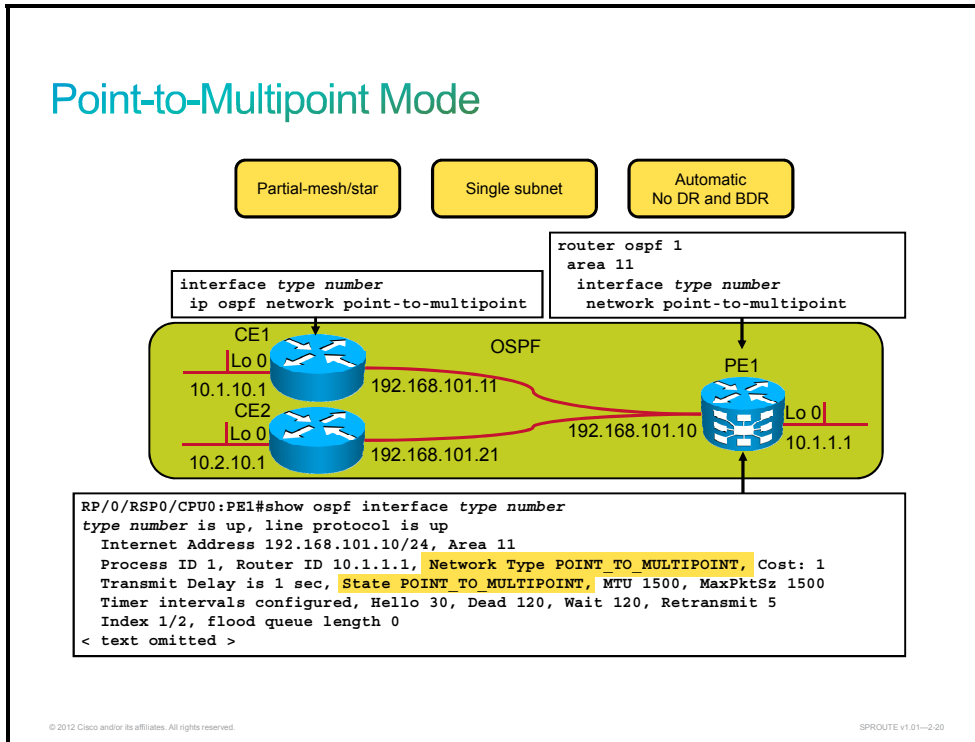 Point-to-Multipoint Mode
Partial-mesh/star
Single subnet
Automatic
No DR and BDR
router ospf 1
area 11
interface type number
network point-to-multipoint
interface type number
ip ospf network point-to-multipoint
CE1
OSPF
PE1
Lo 0
10.1.10.1
192.168.101.11
CE2
Lo 0
10.2.10.1
192.168.101.21
192.168.101.10
Lo 0
10.1.1.1
RP/0/RSP0/CPU0:PE1#show ospf interface type number
type number is up, line protocol is up
Internet Address 192.168.101.10/24, Area 11
Process ID 1, Router ID 10.1.1.1, Network Type POINT_TO_MULTIPOINT, Cost: 1
Transmit Delay is 1 sec, State POINT_TO_MULTIPOINT, MTU 1500, MaxPktSz 1500
Timer intervals configured, Hello 30, Dead 120, Wait 120, Retransmit 5
Index 1/2, flood queue length 0
< text omitted >
© 2012 Cisco and/or its affiliates. All rights reserved.
SPROUTE v1.01—2-20